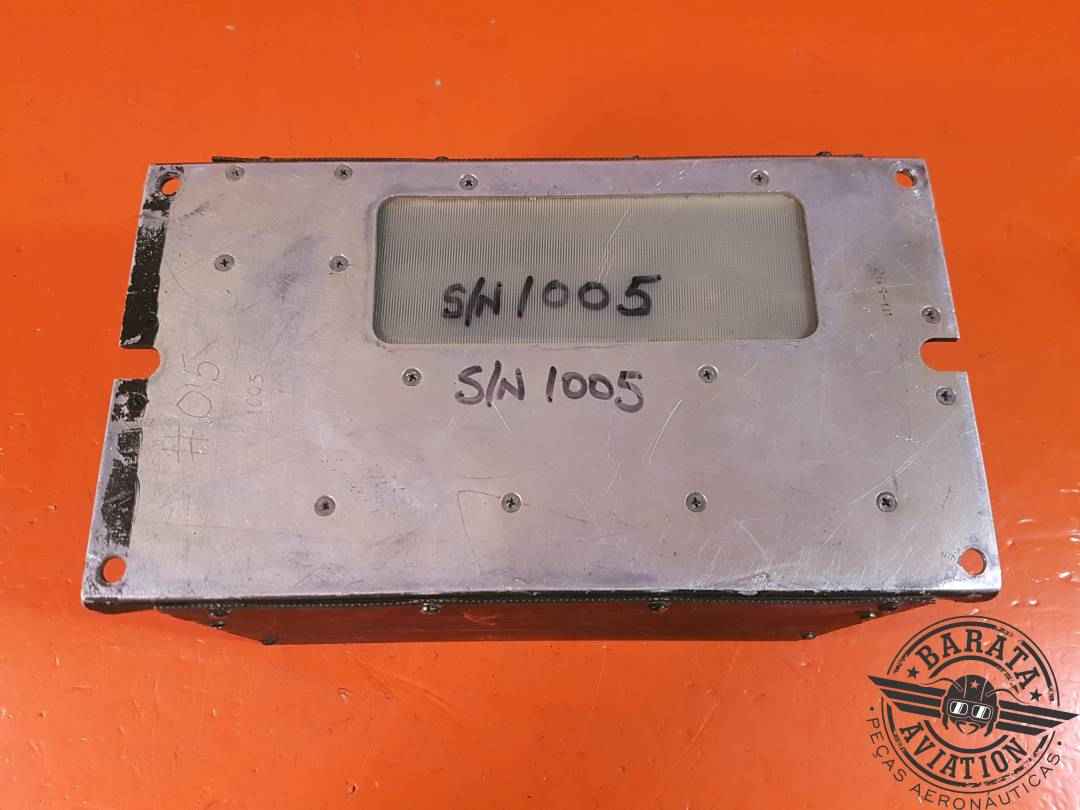 S/N 1005
S/N 1005
#015
1005
BARATA
AVIATION
• PEÇAS AERONÁUTICAS •